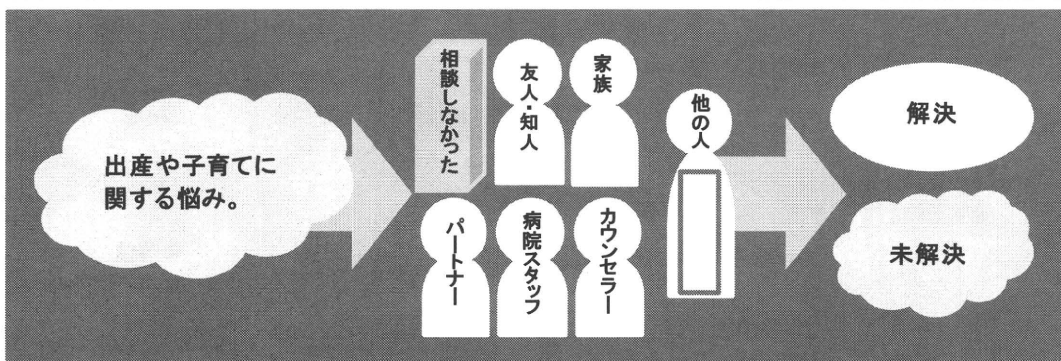 出産や子育てに
関する悩み。
相談しなかった
友人・知人
家族
パートナー
病院スタッフ
カウンセラー
他の人
解決
未解決